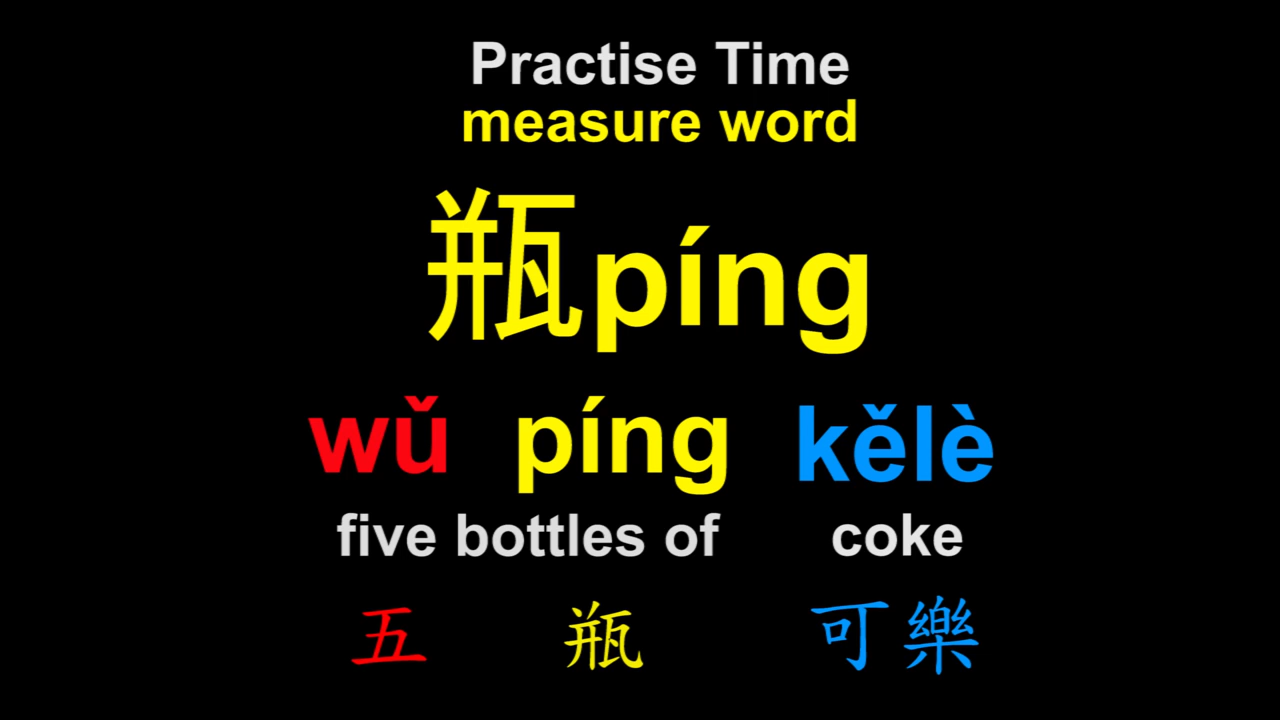 Practise Time
measure word
瓶píng
wǔ píng kělè
five bottles of coke
五 瓶 可樂